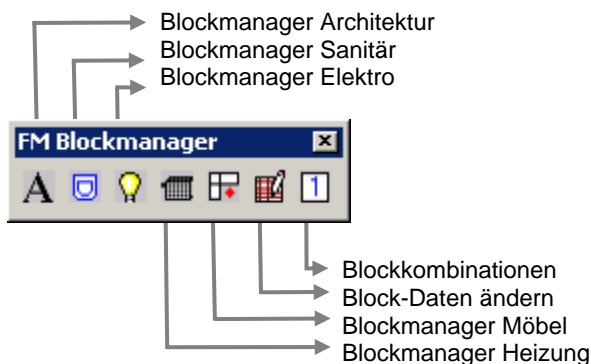 Blockmanager Architektur
Blockmanager Sanitär
Blockmanager Elektro
FM Blockmanager
A
1
Blockkombinationen
Block-Daten ändern
Blockmanager Möbel
Blockmanager Heizung